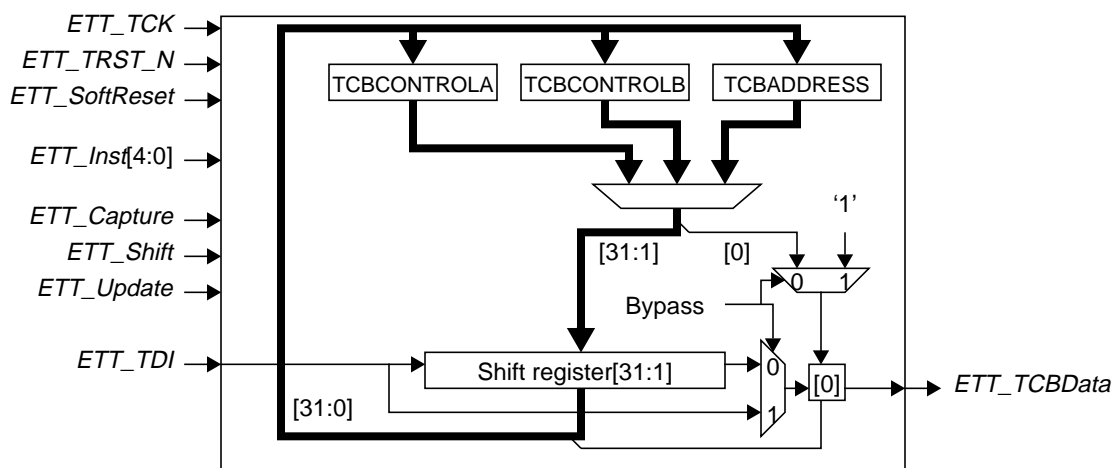 ETT_TCK
ETT_TRST_N
ETT_SoftReset
ETT_Inst[4:0]
ETT_Capture
ETT_Shift
ETT_Update
ETT_TDI
TCBCONTROLA
TCBCONTROLB
TCBADDRESS
‘1’
[31:1]
[0]
0 1
Bypass
Shift register[31:1]
0
1
[0]
[31:0]
ETT_TCBData